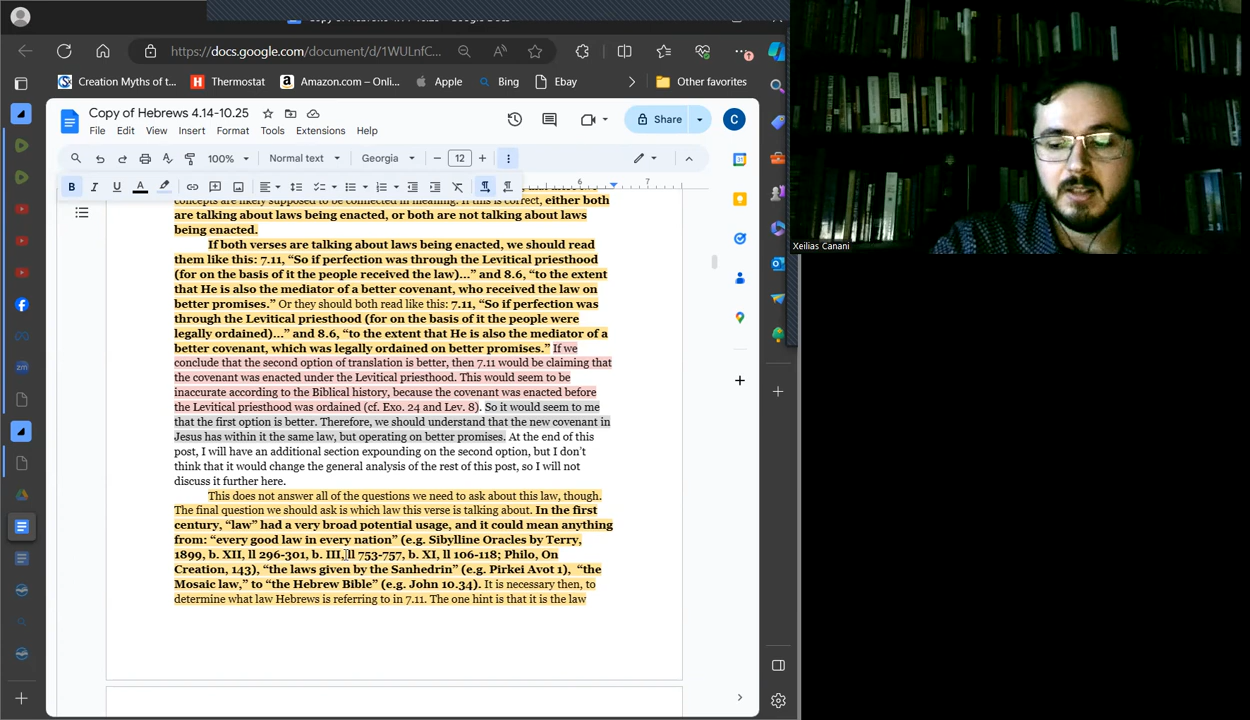 https://docs.google.com/document/d/1WULnfC...
Creation Myths of t...
Thermostat
Amazon.com – Onli...
Apple
Bing
Ebay
Other favorites
Copy of Hebrews 4.14-10.25
File Edit View Insert Format Tools Extensions Help
Share
C
100%
Normal text
Georgia
12
6 7
either both
are talking about laws being enacted, or both are not talking about laws
being enacted.
If both verses are talking about laws being enacted, we should read
them like this: 7.11, “So if perfection was through the Levitical priesthood
(for on the basis of it the people received the law)…” and 8.6, “to the extent
that He is also the mediator of a better covenant, who received the law on
better promises.” Or they should both read like this: 7.11, “So if perfection was
through the Levitical priesthood (for on the basis of it the people were
legally ordained)…” and 8.6, “to the extent that He is also the mediator of a
better covenant, which was legally ordained on better promises.” If we
conclude that the second option of translation is better, then 7.11 would be claiming that
the covenant was enacted under the Levitical priesthood. This would seem to be
inaccurate according to the Biblical history, because the covenant was enacted before
the Levitical priesthood was ordained (cf. Exo. 24 and Lev. 8). So it would seem to me
that the first option is better. Therefore, we should understand that the new covenant in
Jesus has within it the same law, but operating on better promises. At the end of this
post, I will have an additional section expounding on the second option, but I don’t
think that it would change the general analysis of the rest of this post, so I will not
discuss it further here.
This does not answer all of the questions we need to ask about this law, though.
The final question we should ask is which law this verse is talking about. In the first
century, “law” had a very broad potential usage, and it could mean anything
from: “every good law in every nation” (e.g. Sibylline Oracles by Terry,
1899, b. XII, ll 296-301, b. III, ll 753-757, b. XI, ll 106-118; Philo, On
Creation, 143), “the laws given by the Sanhedrin” (e.g. Pirkei Avot 1), “the
Mosaic law,” to “the Hebrew Bible” (e.g. John 10.34). It is necessary then, to
determine what law Hebrews is referring to in 7.11. The one hint is that it is the law
Xeilias Canani